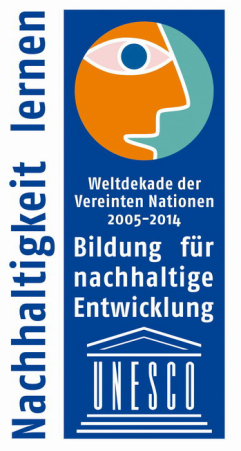 Nachhaltigkeit lernen
Weltdekade der
Vereinten Nationen
2005-2014
Bildung für
nachhaltige
Entwicklung
UNESCO